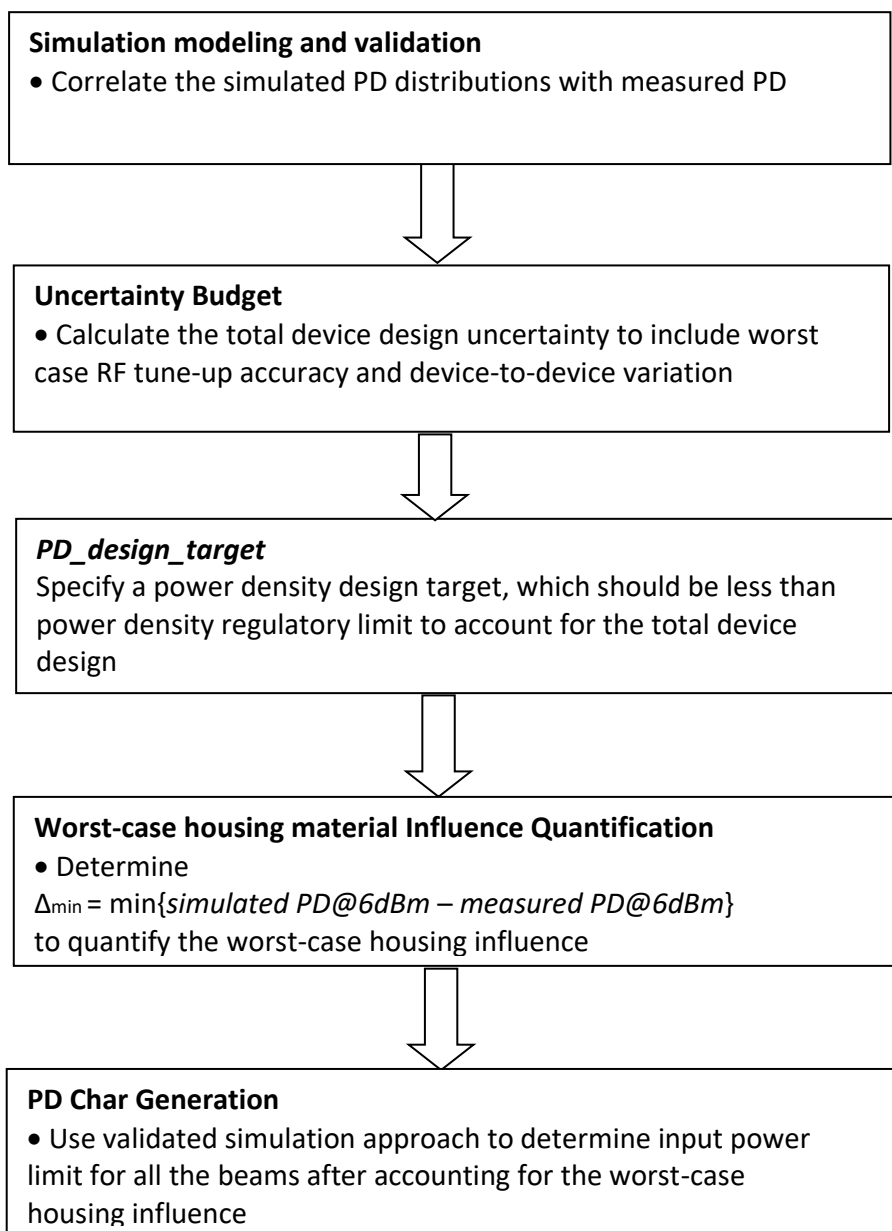 Simulation modeling and validation
• Correlate the simulated PD distributions with measured PD
Uncertainty Budget
• Calculate the total device design uncertainty to include worst
case RF tune-up accuracy and device-to-device variation
PD_design_target
Specify a power density design target, which should be less than
power density regulatory limit to account for the total device
design
Worst-case housing material Influence Quantification
• Determine
Δmin = min{simulated PD@6dBm – measured PD@6dBm}
to quantify the worst-case housing influence
PD Char Generation
• Use validated simulation approach to determine input power
limit for all the beams after accounting for the worst-case
housing influence